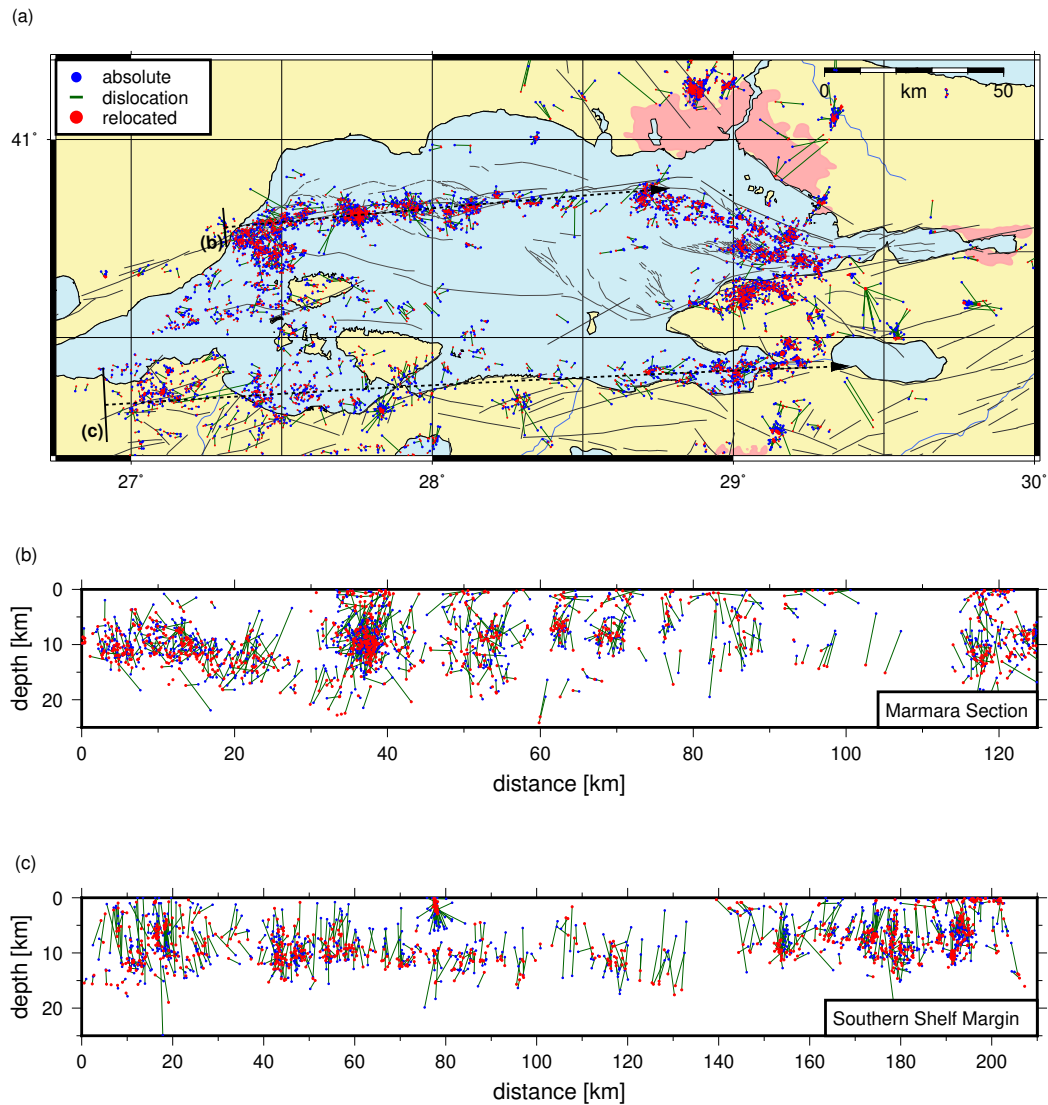 (a)
absolute
dislocation
relocated
0 km 50
41°
(b)
(c)
27° 28° 29° 30°
(b)
0
10
20
depth [km]
Marmara Section
0 20 40 60 80 100 120
distance [km]
(c)
0
10
20
depth [km]
Southern Shelf Margin
0 20 40 60 80 100 120 140 160 180 200
distance [km]